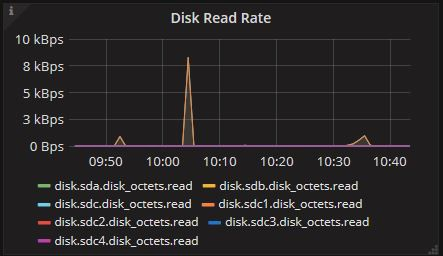 i
Disk Read Rate
10 kBps
8 kBps
5 kBps
3 kBps
0 Bps
09:50 10:00 10:10 10:20 10:30 10:40
disk.sda.disk_octets.read disk.sdb.disk_octets.read
disk.sdc.disk_octets.read disk.sdc1.disk_octets.read
disk.sdc2.disk_octets.read disk.sdc3.disk_octets.read
disk.sdc4.disk_octets.read